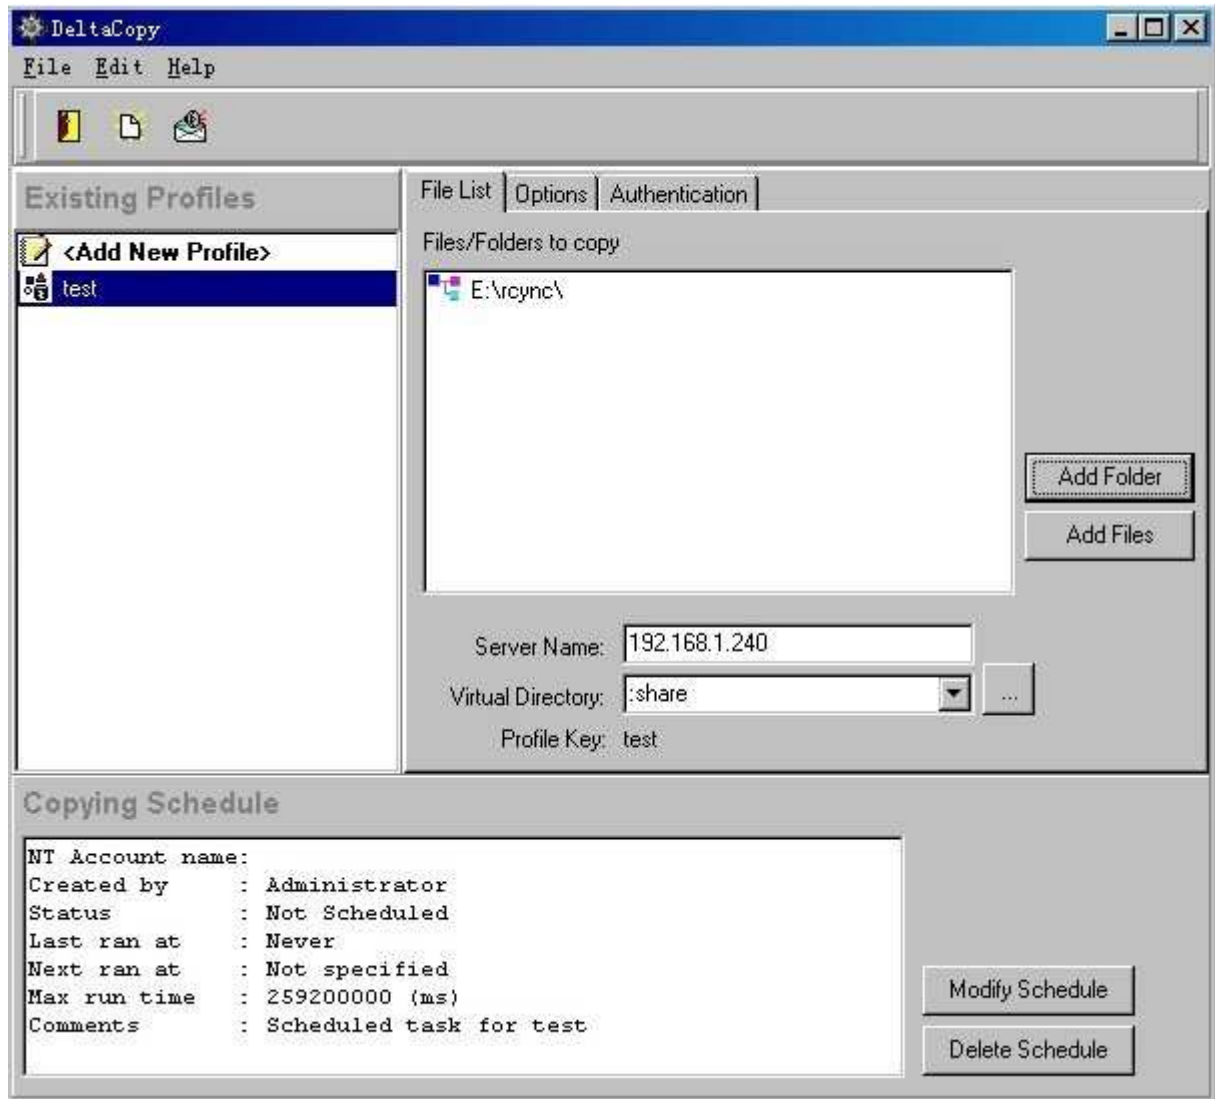 DeltaCopy
File Edit Help
Existing Profiles
<Add New Profile>
test
File List Options Authentication
Files/Folders to copy
E:\rcync\
Add Folder
Add Files
Server Name: 192.168.1.240
Virtual Directory: :share ...
Profile Key: test
Copying Schedule
NT Account name:
Created by : Administrator
Status : Not Scheduled
Last ran at : Never
Next ran at : Not specified
Max run time : 259200000 (ms)
Comments : Scheduled task for test
Modify Schedule
Delete Schedule